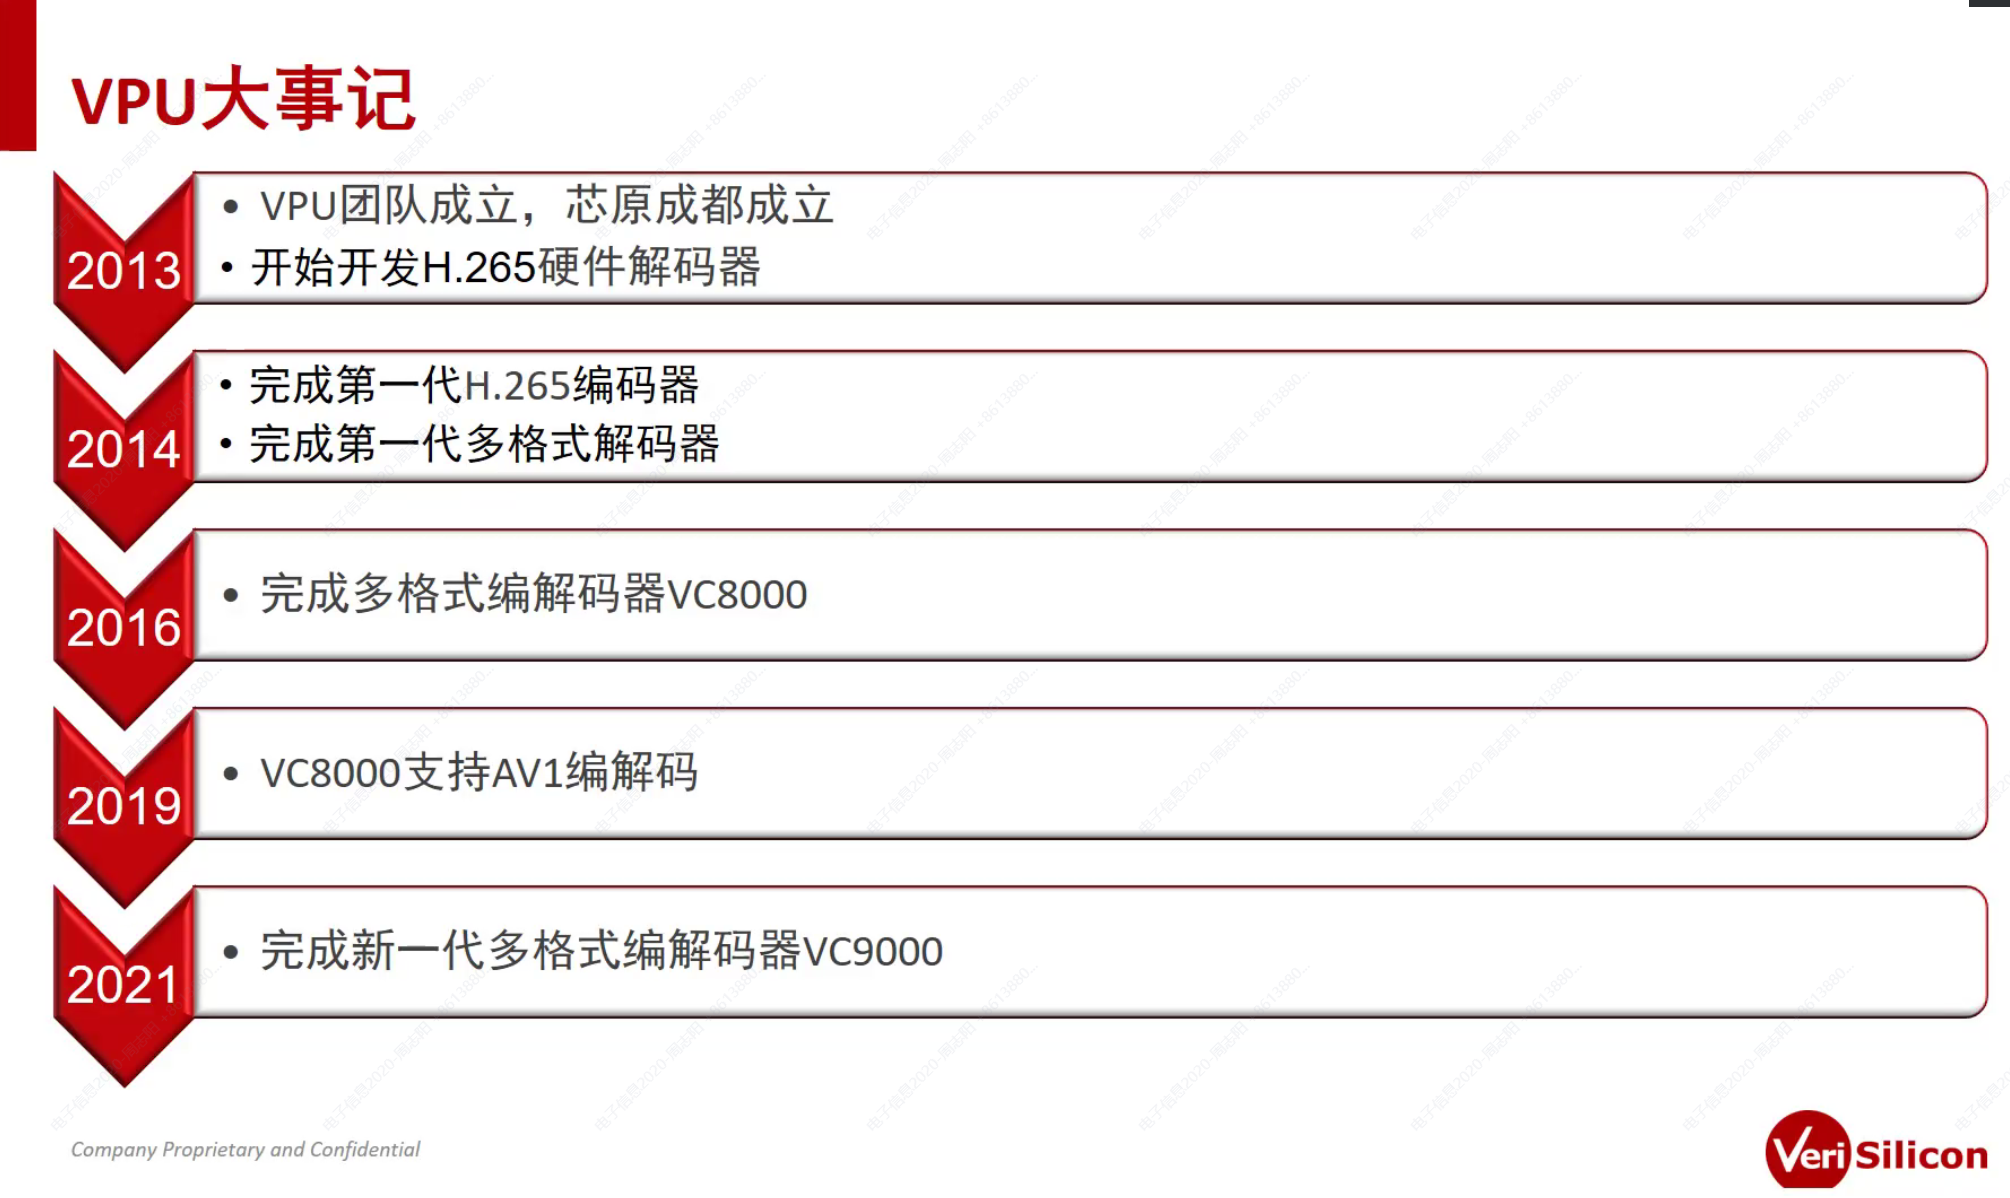 VPU大事记
2013
• VPU团队成立，芯原成都成立
• 开始开发H.265硬件解码器
2014
• 完成第一代H.265编码器
• 完成第一代多格式解码器
2016
• 完成多格式编解码器VC8000
2019
• VC8000支持AV1编解码
2021
• 完成新一代多格式编解码器VC9000
Company Proprietary and Confidential
VeriSilicon